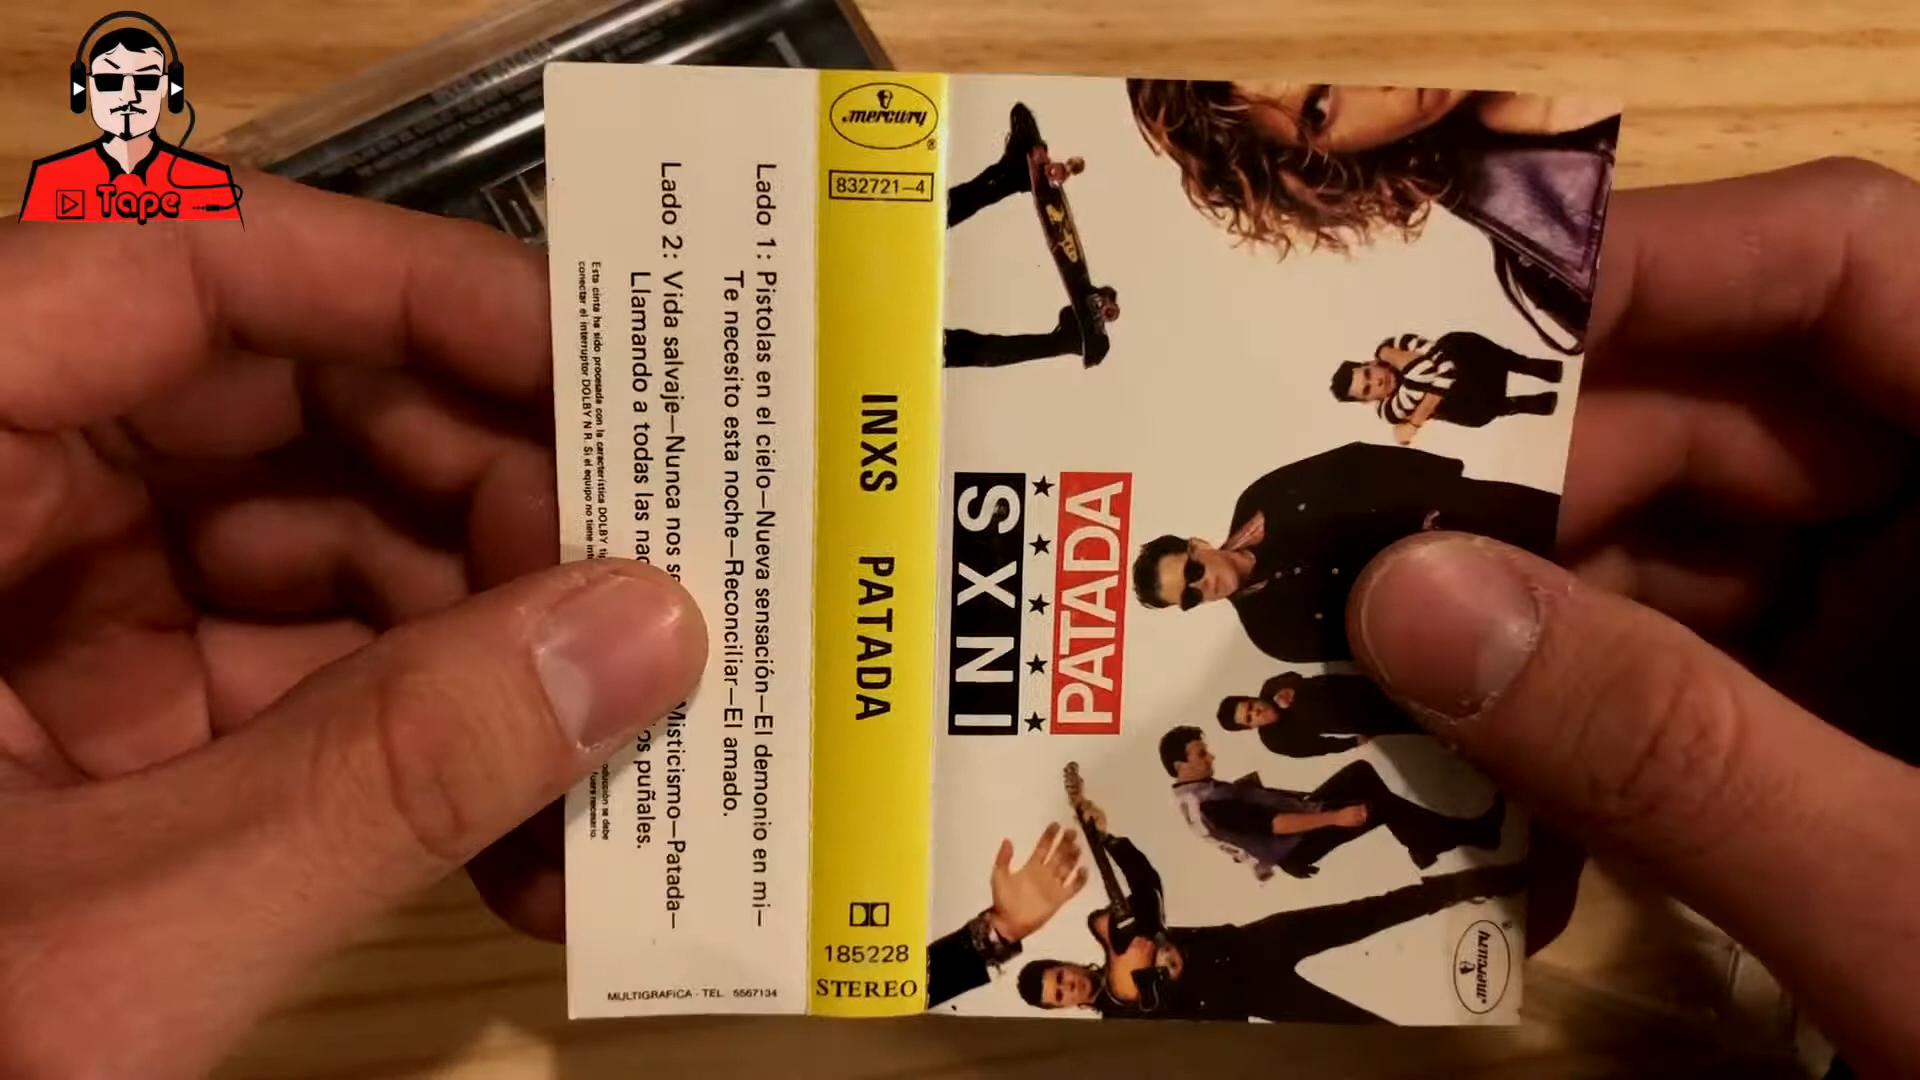 Tape
Lado 1: Pistolas en el cielo—Nueva sensación—El demonio en mi—
Te necesito esta noche—Reconciliar—El amado.
Lado 2: Vida salvaje—Nunca nos Misticismo—Patada—
Llamando a todas las puñales.
Esta cinta ha sido procesada con la característica DOLBY
conectar el interruptor DOLBY N.R. Si el equipo no tiene fuera necesario.
MULTIGRAFICA - TEL. 5567134
mercury
832721-4
INXS PATADA
185228
STEREO
INXS
PATADA
mercury